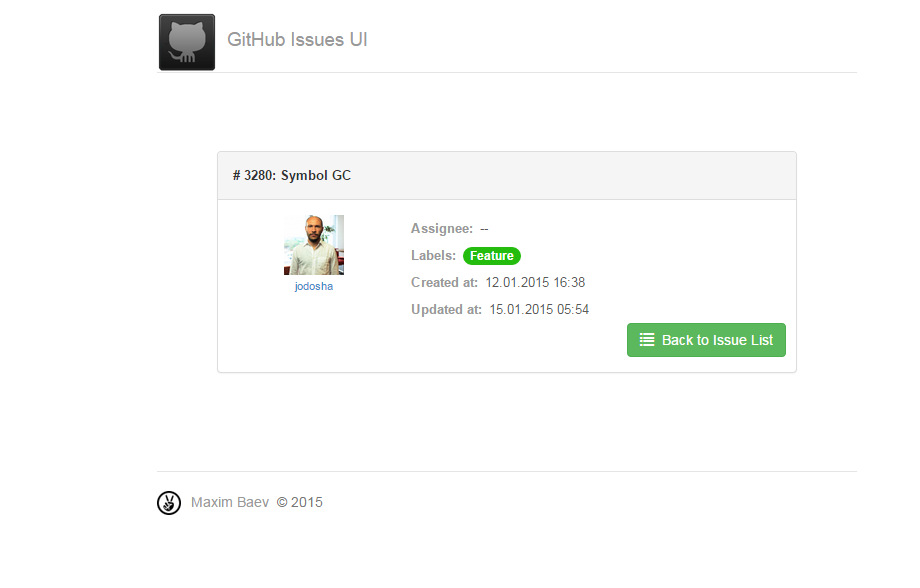 GitHub Issues UI
# 3280: Symbol GC
jodosha
Assignee: --
Labels: Feature
Created at: 12.01.2015 16:38
Updated at: 15.01.2015 05:54
Back to Issue List
Maxim Baev © 2015